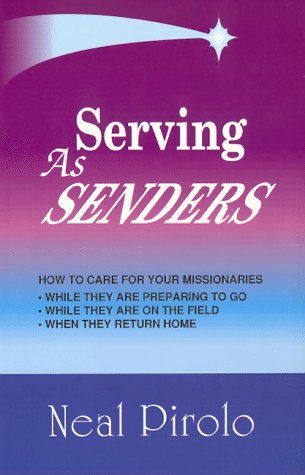 Serving
As
SENDERS
HOW TO CARE FOR YOUR MISSIONARIES
• WHILE THEY ARE PREPARING TO GO
• WHILE THEY ARE ON THE FIELD
• WHEN THEY RETURN HOME
Neal Pirolo